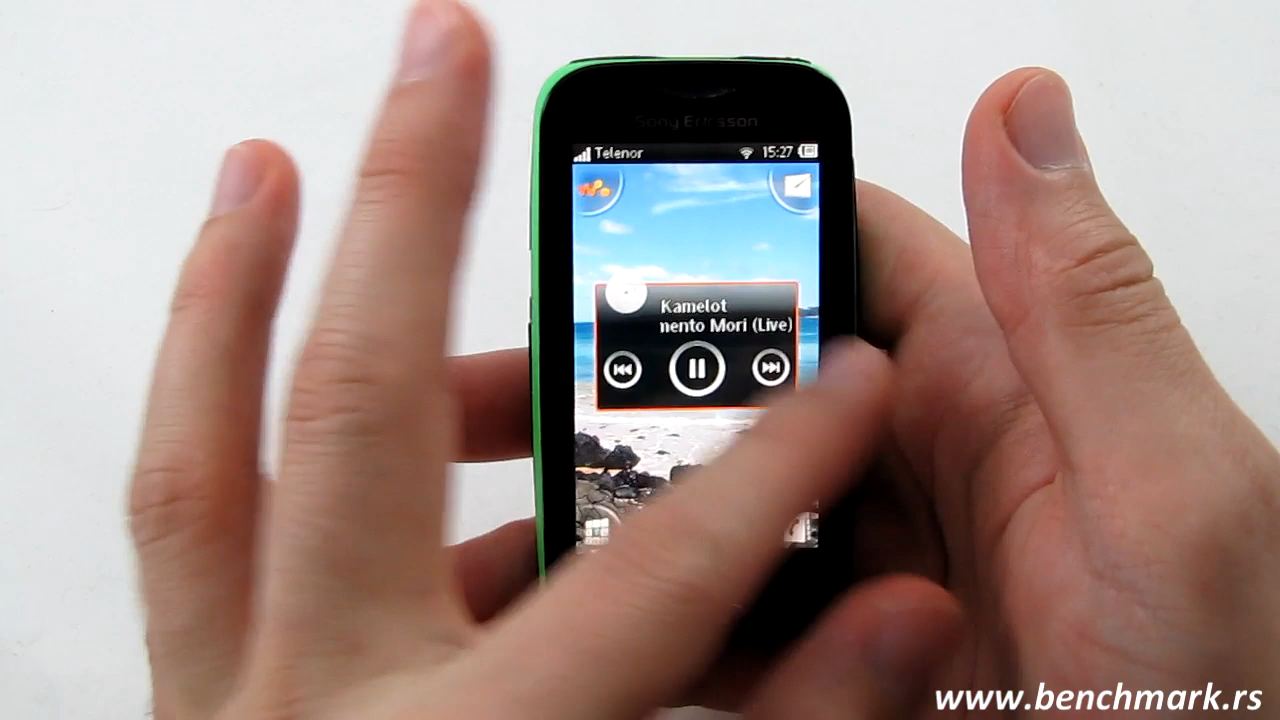 Sony Ericsson
Telenor 15:27
Kamelot
nento Mori (Live)
www.benchmark.rs